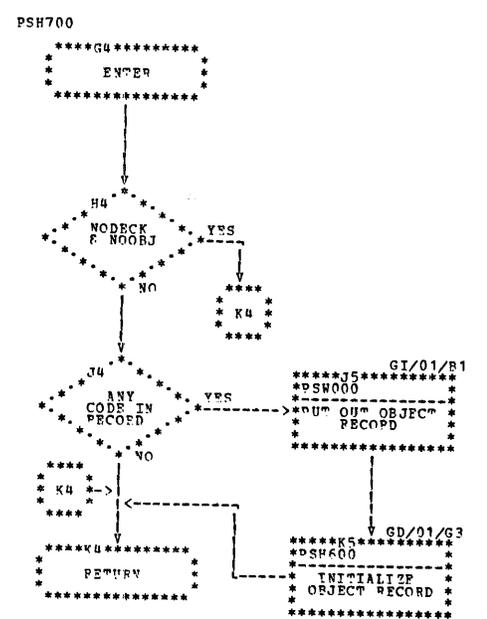 PSH700
G4
ENTER
H4
NODECK
& NOOBJ
YES
NO
K4
J4
ANY
CODE IN
RECORD
YES
NO
GI/01/B1
J5
PSW000
PUT OUT OBJECT
RECORD
K4
K4
RETURN
GD/01/G3
K5
PSH600
INITIALIZE
OBJECT RECORD